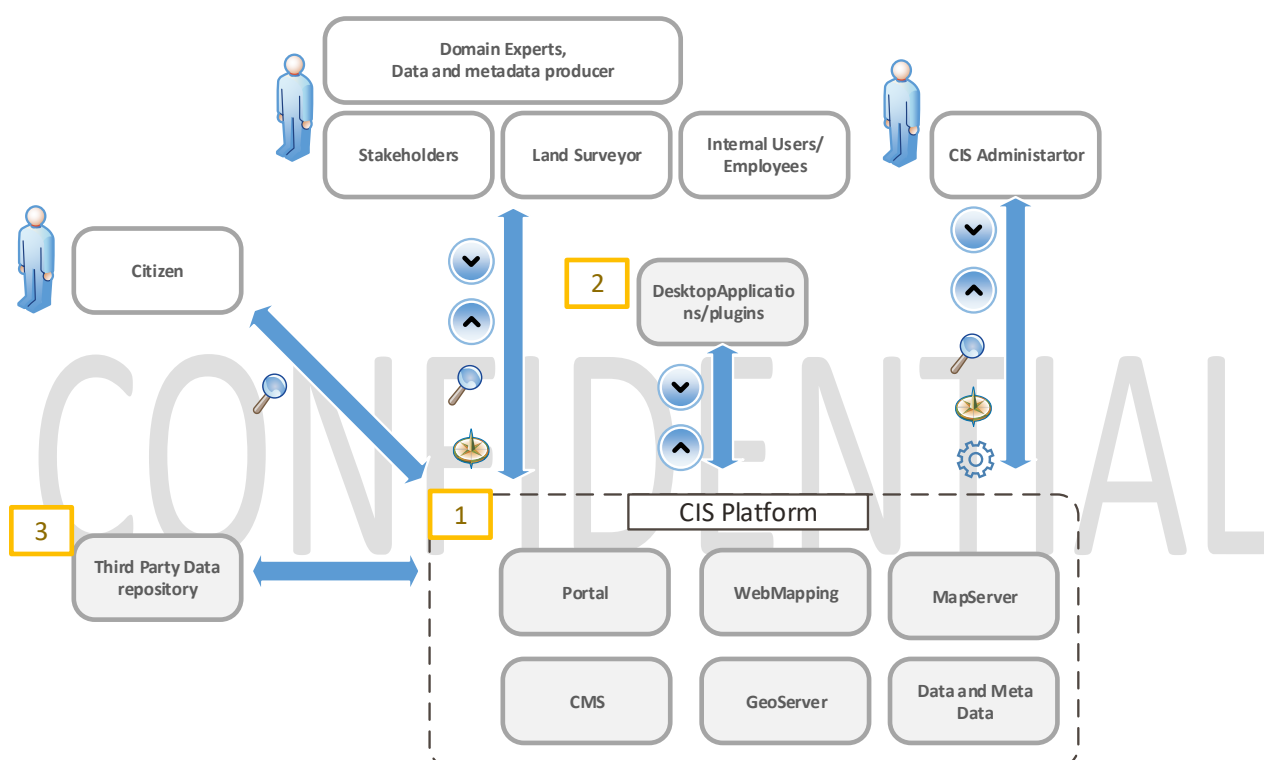 Domain Experts,
Data and metadata producer
Stakeholders
Land Surveyor
Internal Users/
Employees
CIS Administartor
Citizen
2
DesktopApplicatio
ns/plugins
CONFIDENTIAL
1
CIS Platform
3
Third Party Data
repository
Portal
WebMapping
MapServer
CMS
GeoServer
Data and Meta
Data